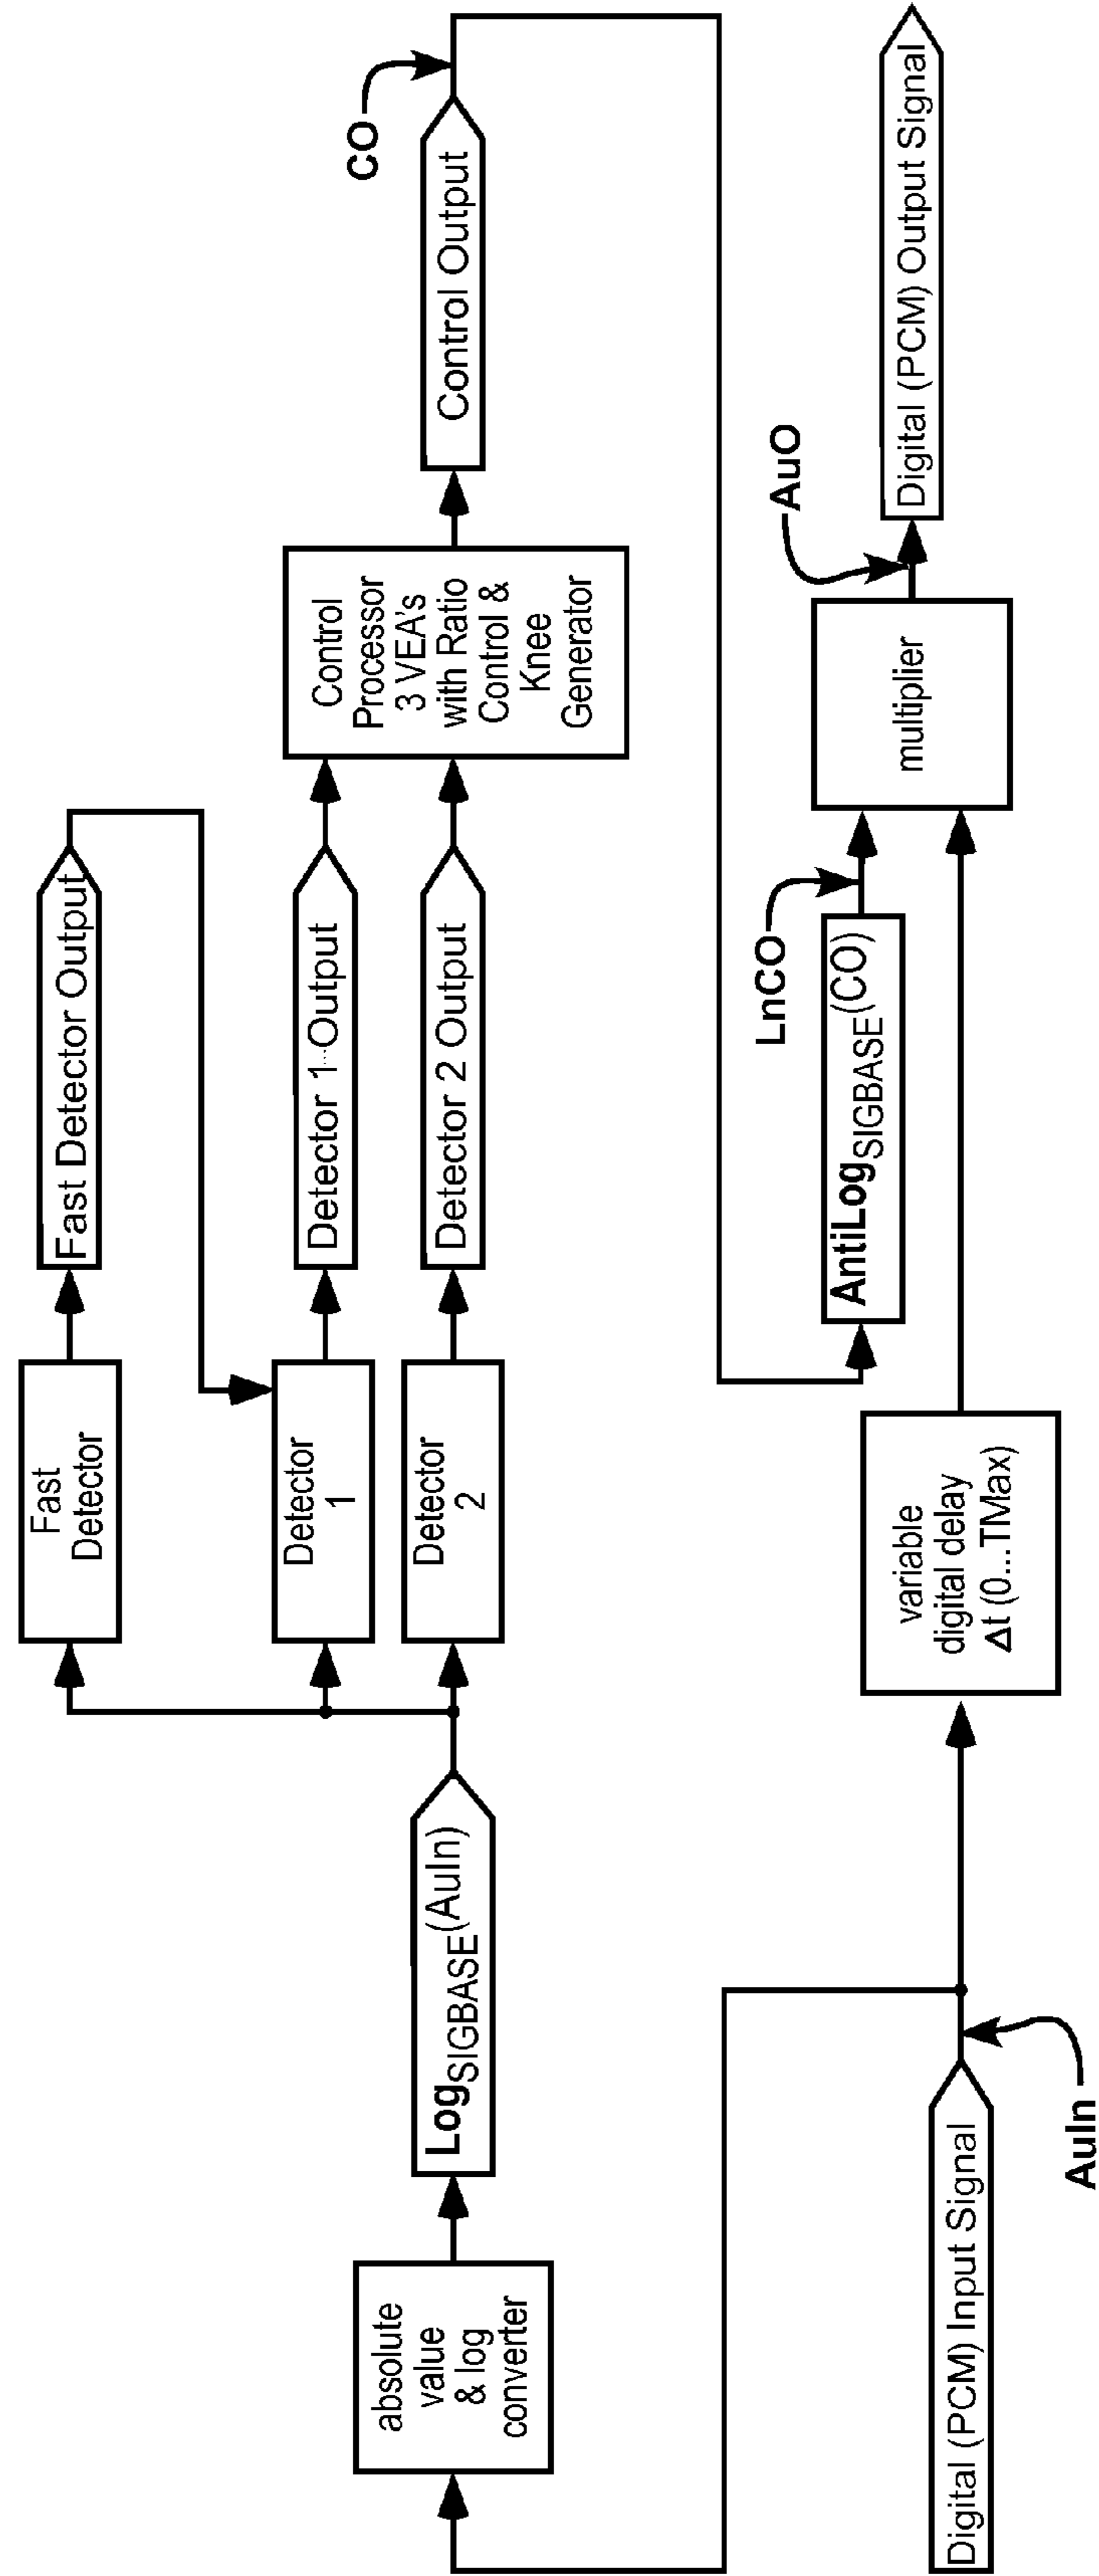 Fast
Detector
Fast Detector Output
Detector
1
Detector 1 Output
Detector
2
Detector 2 Output
Control
Processor
3 VEA's
with Ratio
Control &
Knee
Generator
Control Output
CO
absolute
value
& log
converter
LogSIGBASE(AuIn)
AntiLogSIGBASE(CO)
LnCO
multiplier
AuO
Digital (PCM) Output Signal
Digital (PCM) Input Signal
AuIn
variable
digital delay
Δt (0...TMax)